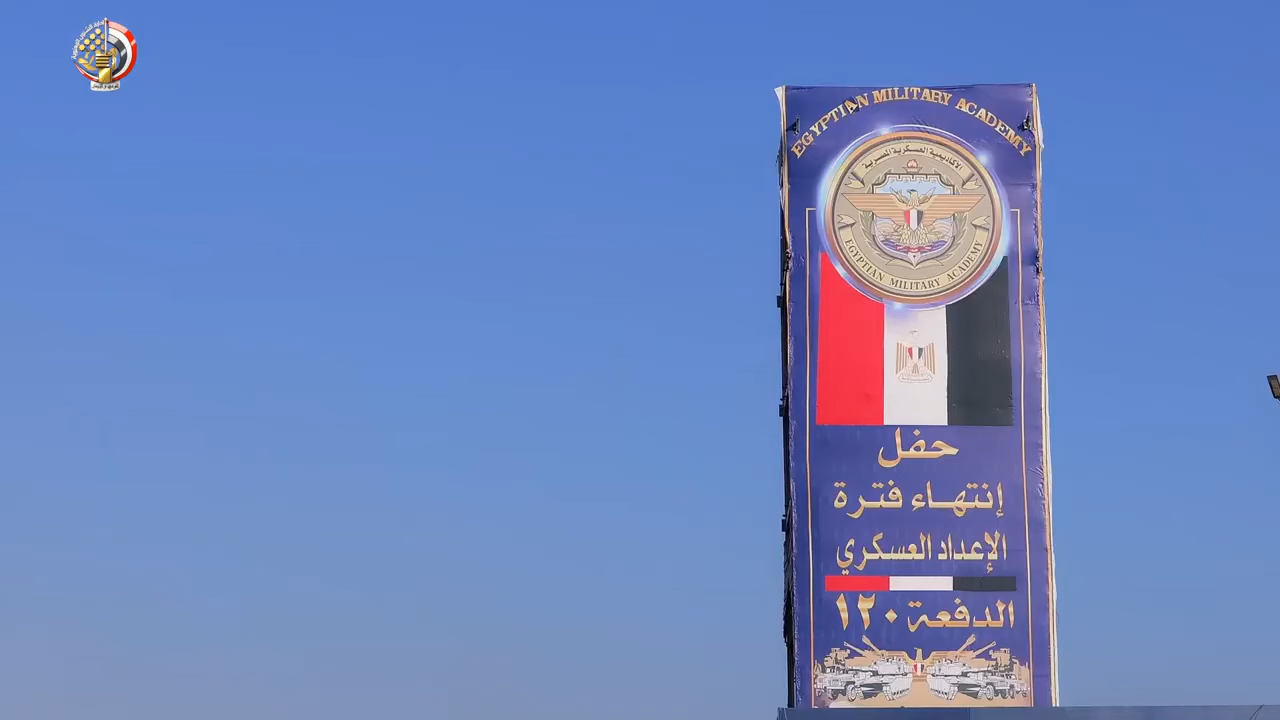 EGYPTIAN MILITARY ACADEMY
الأكاديمية العسكرية المصرية
EGYPTIAN MILITARY ACADEMY
حفل
إنتهاء فترة
الإعداد العسكري
الدفعة ١٢٠